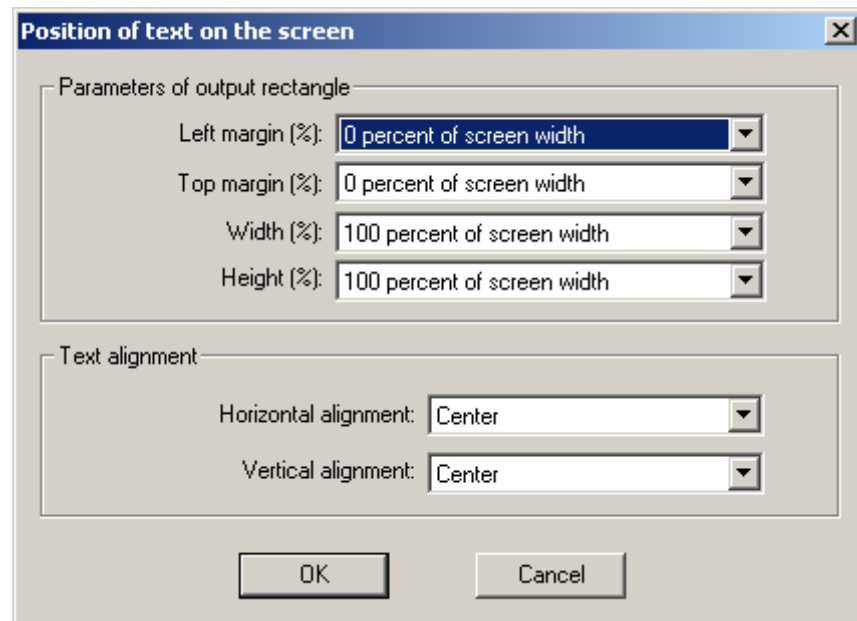 Position of text on the screen
Parameters of output rectangle
Left margin (%): 0 percent of screen width
Top margin (%): 0 percent of screen width
Width (%): 100 percent of screen width
Height (%): 100 percent of screen width
Text alignment
Horizontal alignment: Center
Vertical alignment: Center
OK Cancel